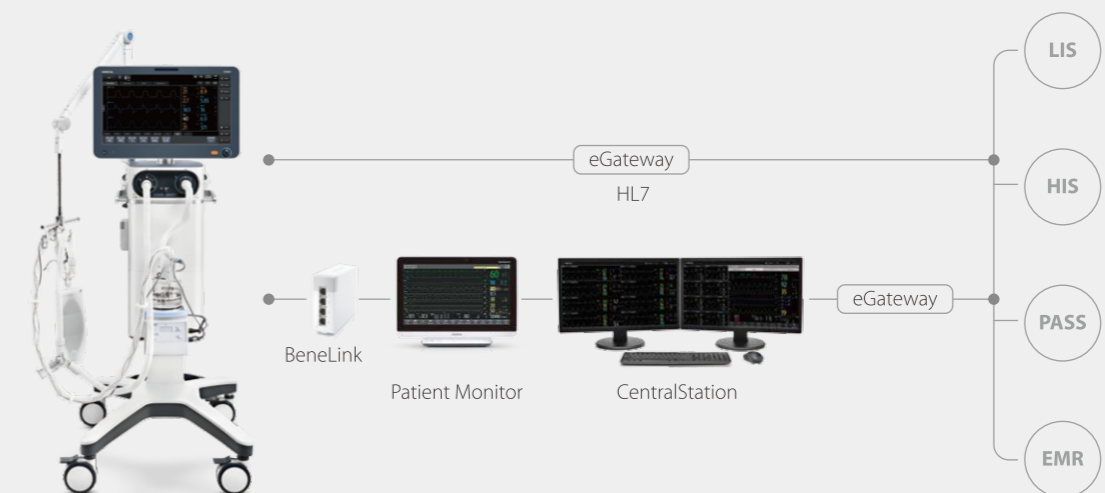 LIS
eGateway
HL7
HIS
eGateway
BeneLink
PASS
Patient Monitor
CentralStation
EMR